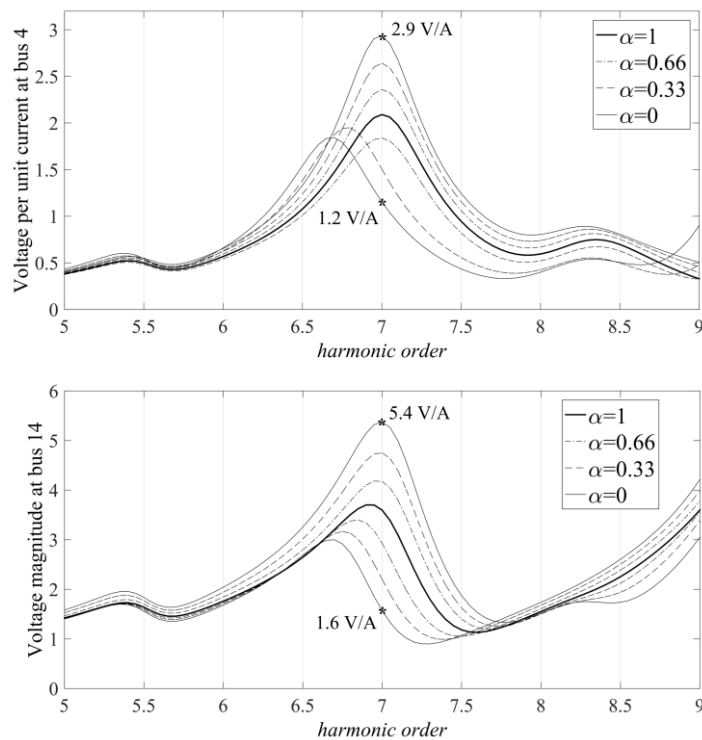 Voltage per unit current at bus 4
3
2.5
2
1.5
1
0.5
0
2.9 V/A
1.2 V/A
α=1
α=0.66
α=0.33
α=0
5 5.5 6 6.5 7 7.5 8 8.5 9
harmonic order
Voltage magnitude at bus 14
6
5
4
3
2
1
0
5.4 V/A
1.6 V/A
α=1
α=0.66
α=0.33
α=0
5 5.5 6 6.5 7 7.5 8 8.5 9
harmonic order